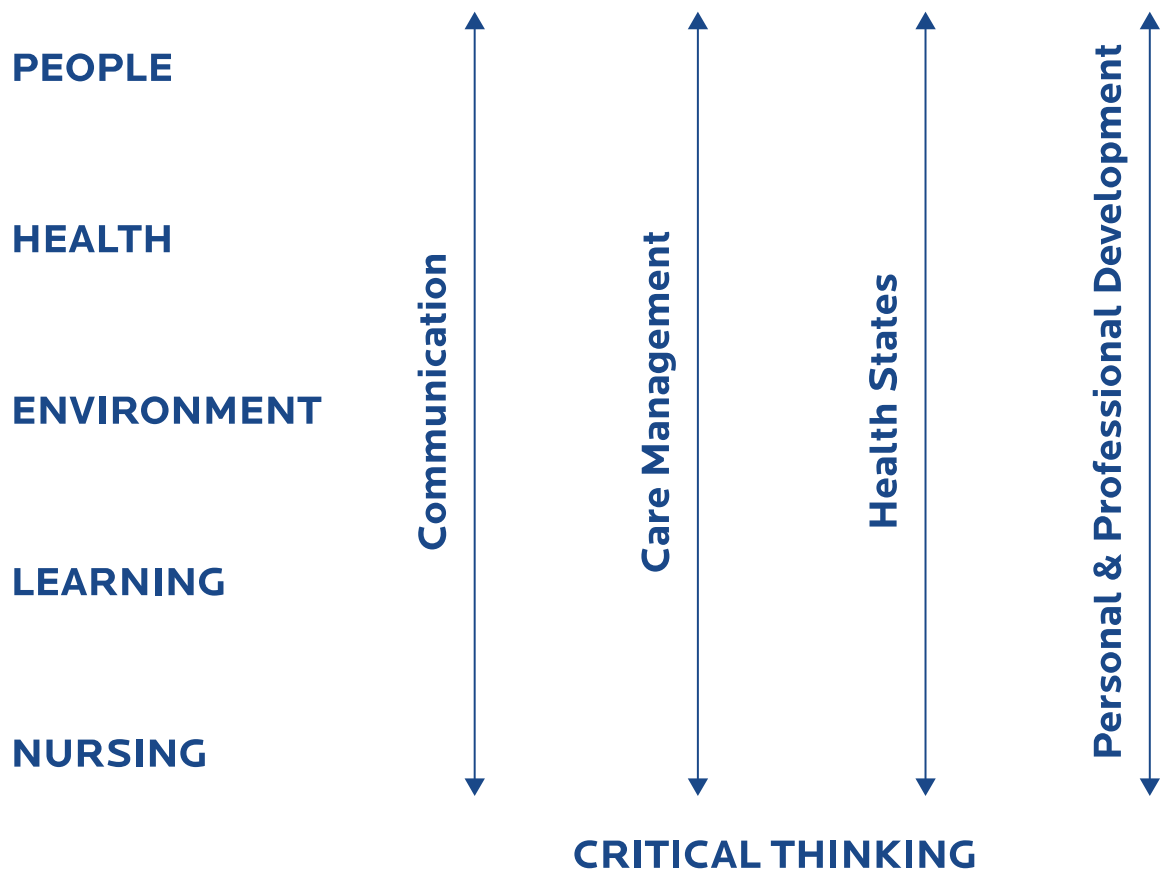 PEOPLE
HEALTH
ENVIRONMENT
LEARNING
NURSING
Communication
Care Management
Health States
Personal & Professional Development
CRITICAL THINKING